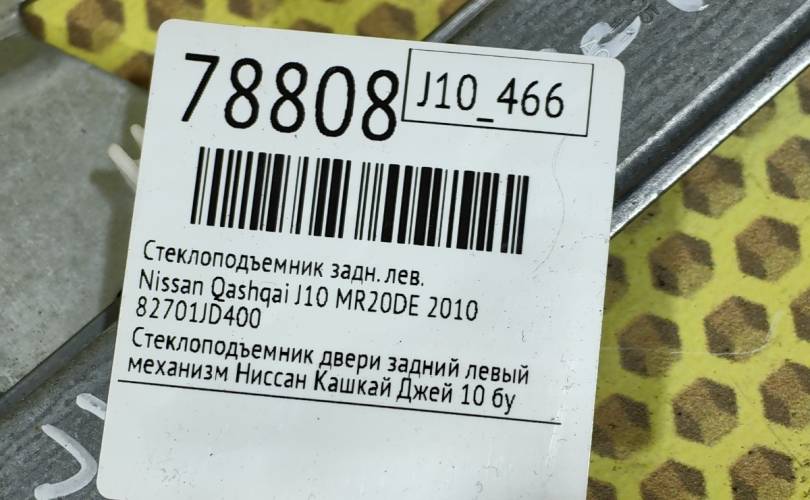 78808
J10_466
Стеклоподъемник задн. лев.
Nissan Qashqai J10 MR20DE 2010
82701JD400
Стеклоподъемник двери задний левый
механизм Ниссан Кашкай Джей 10 бу